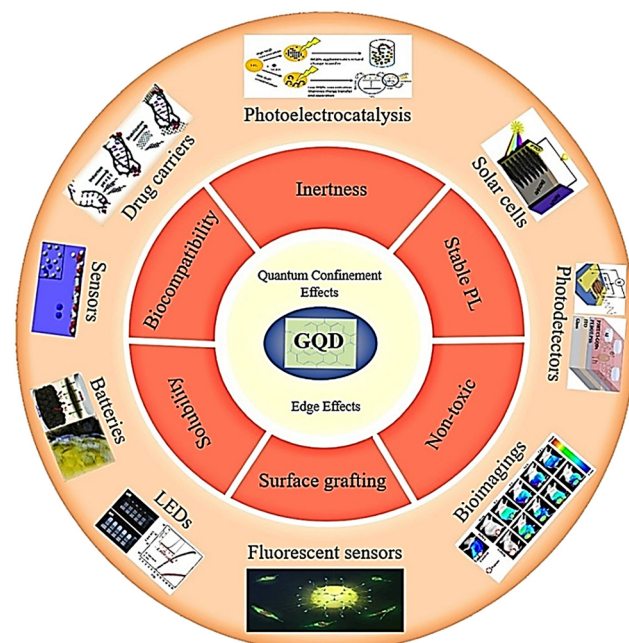 Photoelectrocatalysis
Solar cells
Photodetectors
Bioimagings
Fluorescent sensors
LEDs
Batteries
Sensors
Drug carriers
Inertness
Stable PL
Non-toxic
Surface grafting
Solubility
Biocompatibility
Quantum Confinement
Effects
GQD
Edge Effects